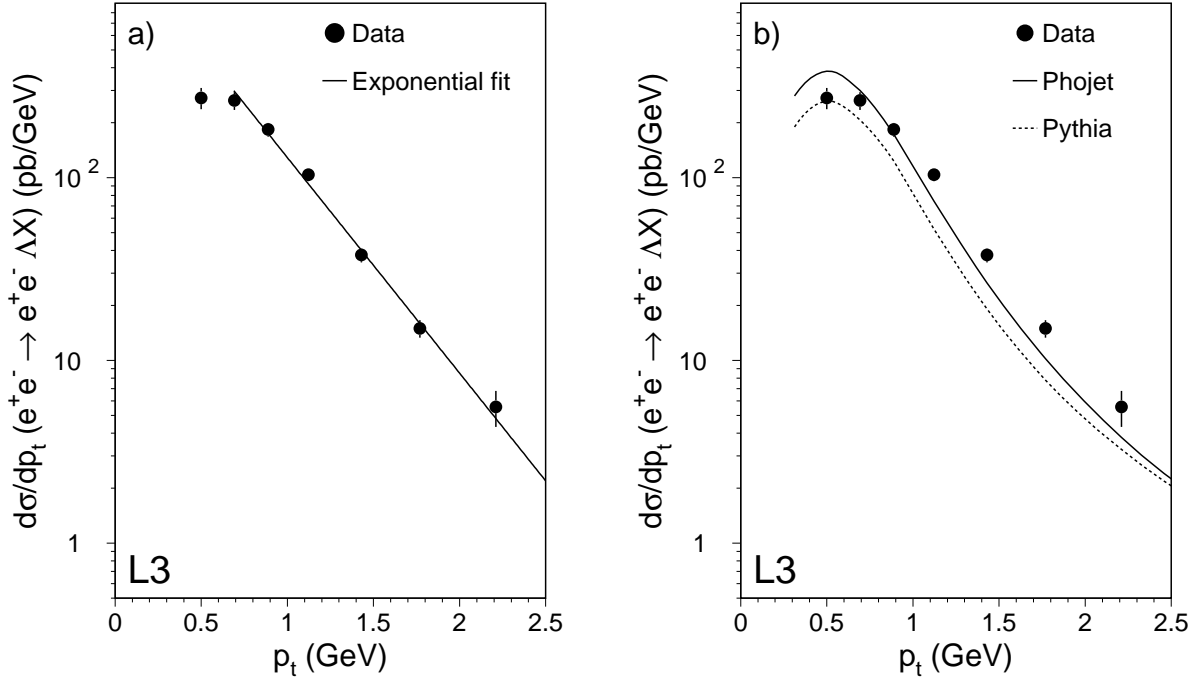 a)
Data
Exponential fit
dσ/dp_t (e⁺e⁻ → e⁺e⁻ ΛX) (pb/GeV)
10²
10
1
L3
0 0.5 1 1.5 2 2.5
p_t (GeV)
b)
Data
Phojet
Pythia
dσ/dp_t (e⁺e⁻ → e⁺e⁻ ΛX) (pb/GeV)
10²
10
1
L3
0 0.5 1 1.5 2 2.5
p_t (GeV)